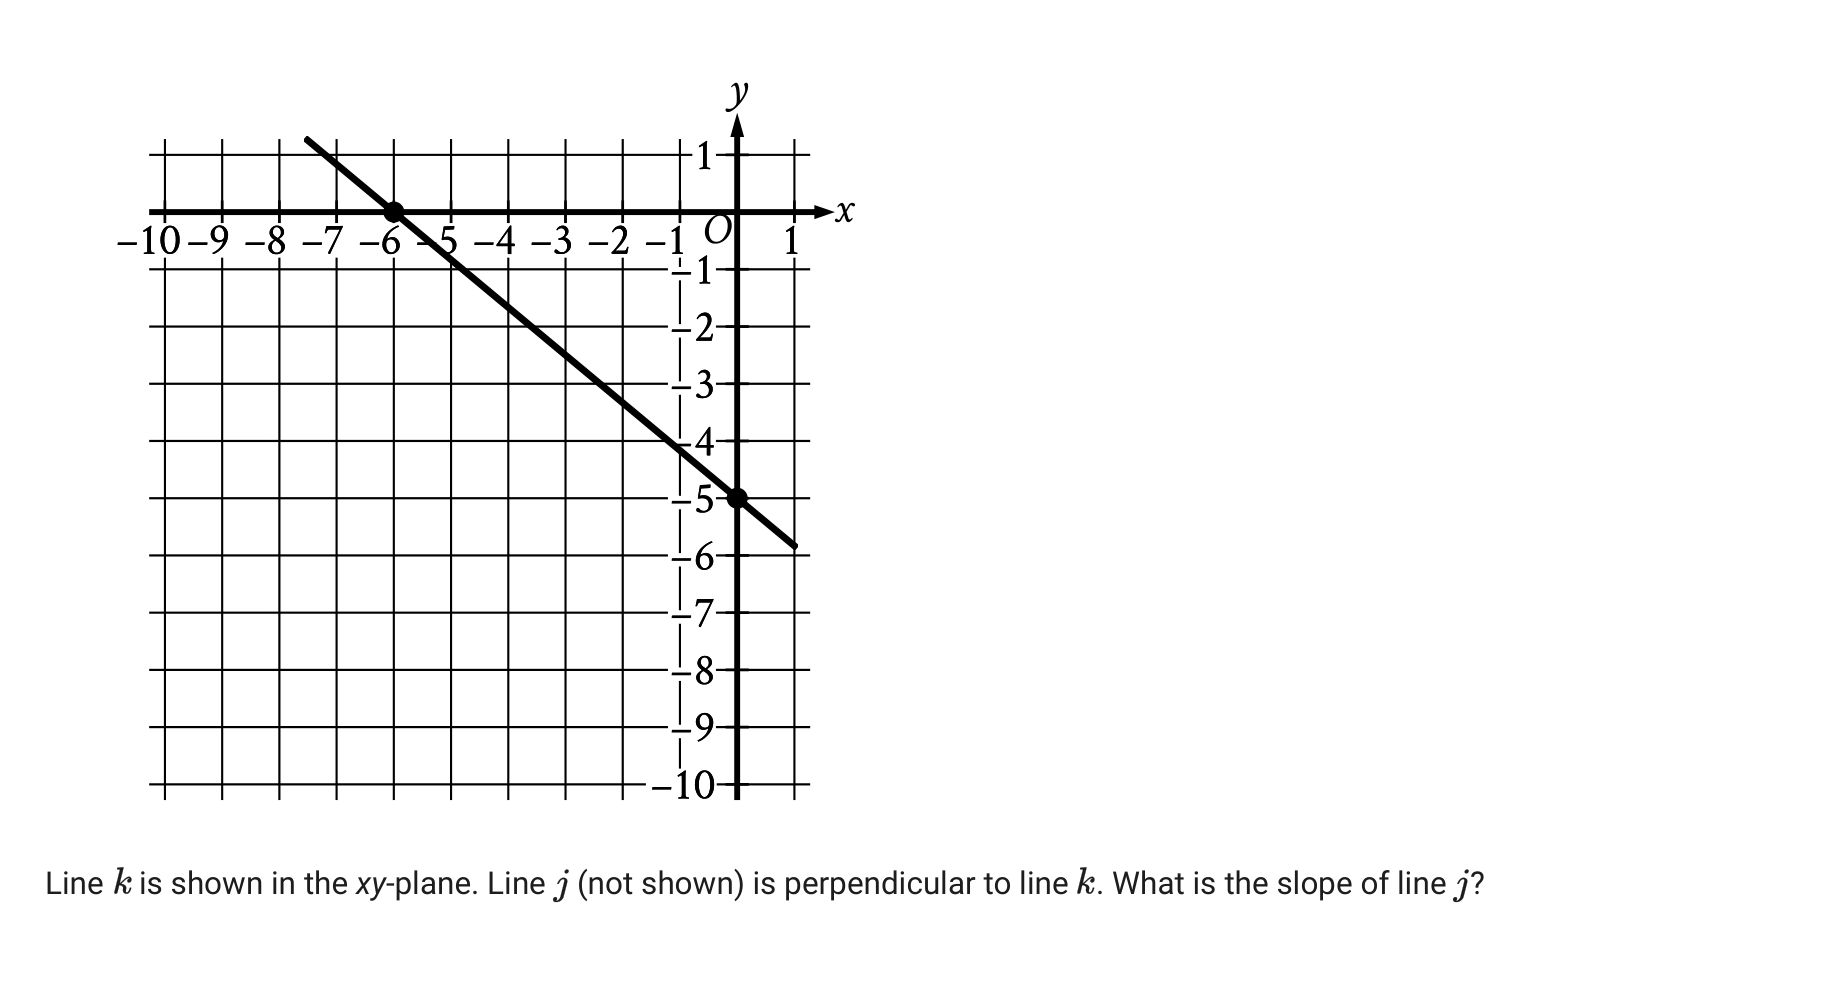 y
1
x
−10 −9 −8 −7 −6 −5 −4 −3 −2 −1 O 1
−1
−2
−3
−4
−5
−6
−7
−8
−9
−10
Line k is shown in the xy-plane. Line j (not shown) is perpendicular to line k. What is the slope of line j?